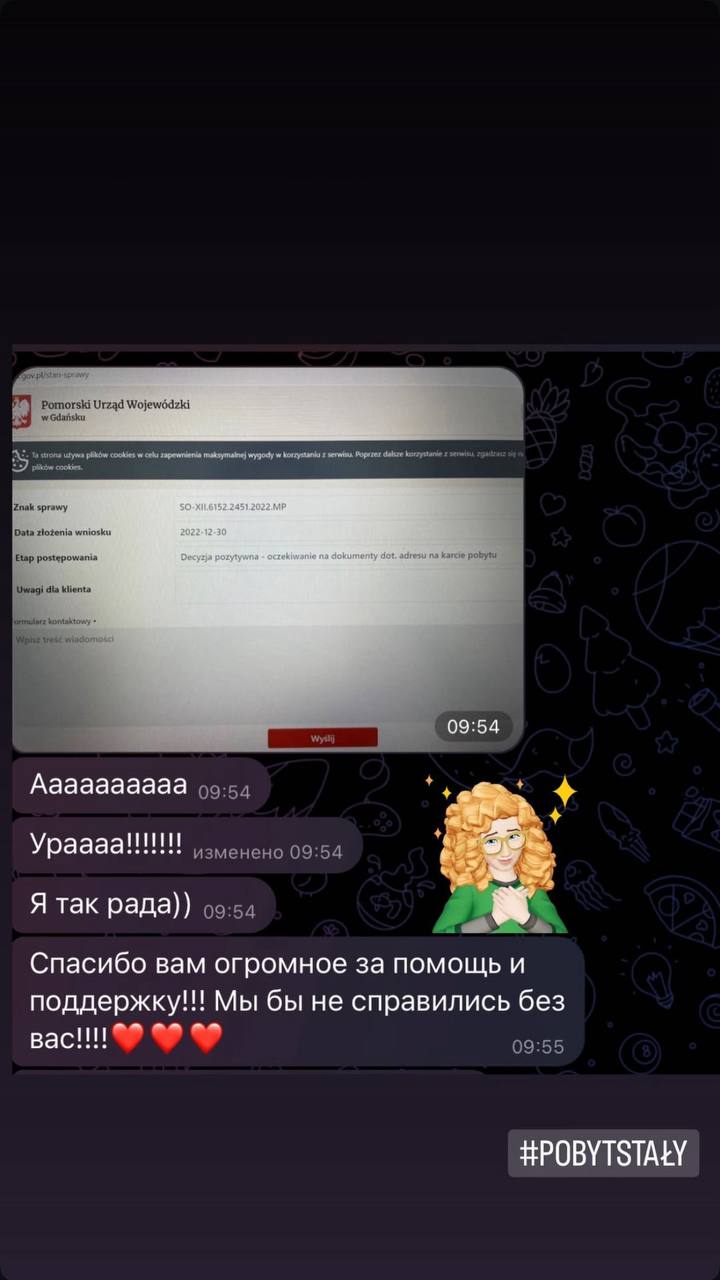 .gov.pl/stan-sprawy
Pomorski Urząd Wojewódzki
w Gdańsku
Ta strona używa plików cookies w celu zapewnienia maksymalnej wygody w korzystaniu z serwisu. Poprzez dalsze korzystanie z serwisu, zgadzasz się
plików cookies.
Znak sprawy SO-XII.6152.2451.2022.MP
Data złożenia wniosku 2022-12-30
Etap postępowania Decyzja pozytywna - oczekiwanie na dokumenty dot. adresu na karcie pobytu
Uwagi dla klienta
ormularz kontaktowy •
Wpisz treść wiadomości
Wyślij
09:54
Аааааааааа 09:54
Ураааа!!!!!!! изменено 09:54
Я так рада)) 09:54
Спасибо вам огромное за помощь и
поддержку!!! Мы бы не справились без
вас!!!!❤️❤️❤️ 09:55
#POBYTSTAŁY